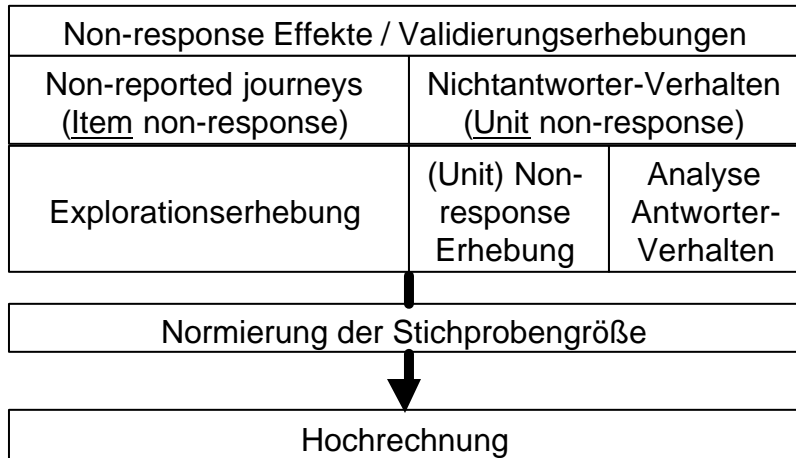 Non-response Effekte / Validierungserhebungen
Non-reported journeys
(Item non-response)
Nichtantworter-Verhalten
(Unit non-response)
Explorationserhebung
(Unit) Non-
response
Erhebung
Analyse
Antworter-
Verhalten
Normierung der Stichprobengröße
Hochrechnung